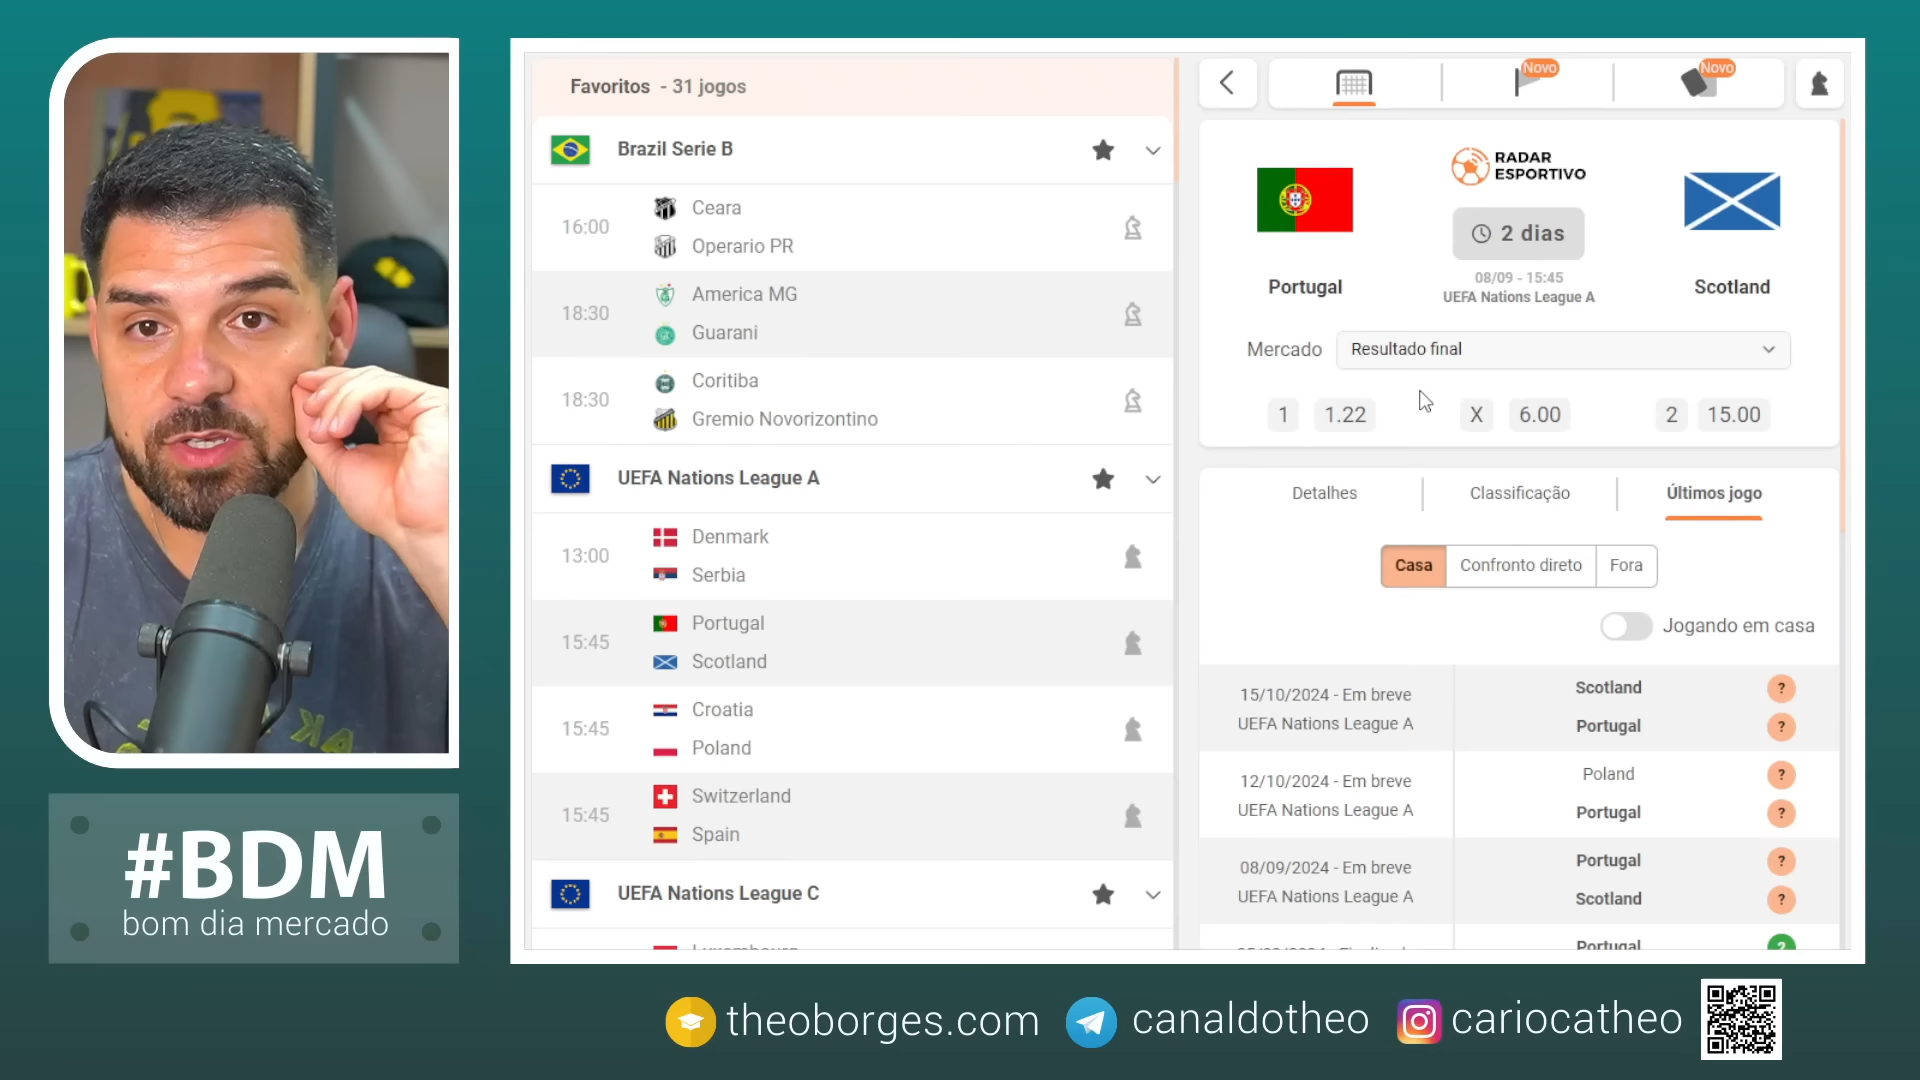 Favoritos - 31 jogos
Brazil Serie B
16:00
Ceara
Operario PR
18:30
America MG
Guarani
18:30
Coritiba
Gremio Novorizontino
UEFA Nations League A
13:00
Denmark
Serbia
15:45
Portugal
Scotland
15:45
Croatia
Poland
15:45
Switzerland
Spain
UEFA Nations League C
Novo
Novo
RADAR
ESPORTIVO
2 dias
08/09 - 15:45
UEFA Nations League A
Portugal
Scotland
Mercado
Resultado final
1 1.22 X 6.00 2 15.00
Detalhes
Classificação
Últimos jogo
Casa
Confronto direto
Fora
Jogando em casa
15/10/2024 - Em breve
UEFA Nations League A
Scotland ?
Portugal ?
12/10/2024 - Em breve
UEFA Nations League A
Poland ?
Portugal ?
08/09/2024 - Em breve
UEFA Nations League A
Portugal ?
Scotland ?
Portugal 2
#BDM
bom dia mercado
theoborges.com
canaldotheo
cariocatheo